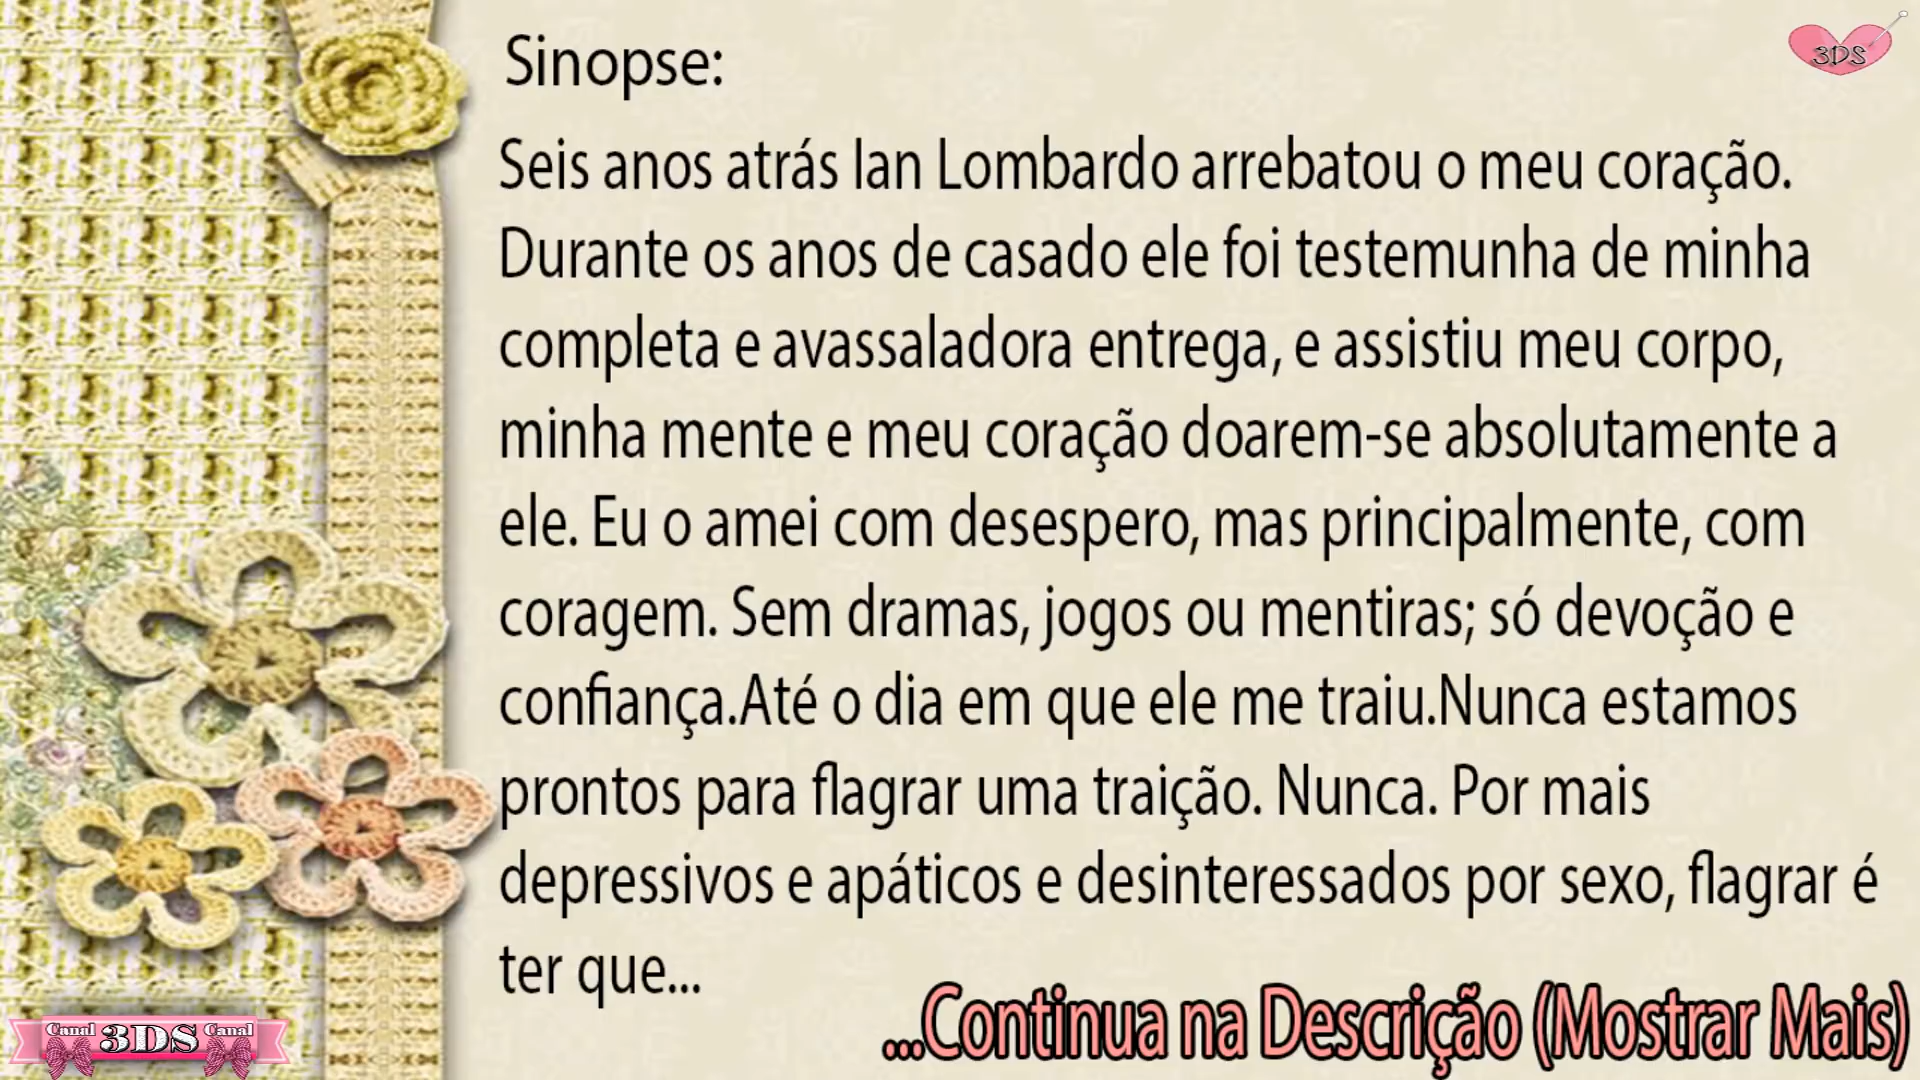 Sinopse:
3DS
Seis anos atrás Ian Lombardo arrebatou o meu coração.
Durante os anos de casado ele foi testemunha de minha
completa e avassaladora entrega, e assistiu meu corpo,
minha mente e meu coração doarem-se absolutamente a
ele. Eu o amei com desespero, mas principalmente, com
coragem. Sem dramas, jogos ou mentiras; só devoção e
confiança.Até o dia em que ele me traiu.Nunca estamos
prontos para flagrar uma traição. Nunca. Por mais
depressivos e apáticos e desinteressados por sexo, flagrar é
ter que...
...Continua na Descrição (Mostrar Mais)
Canal 3DS Canal